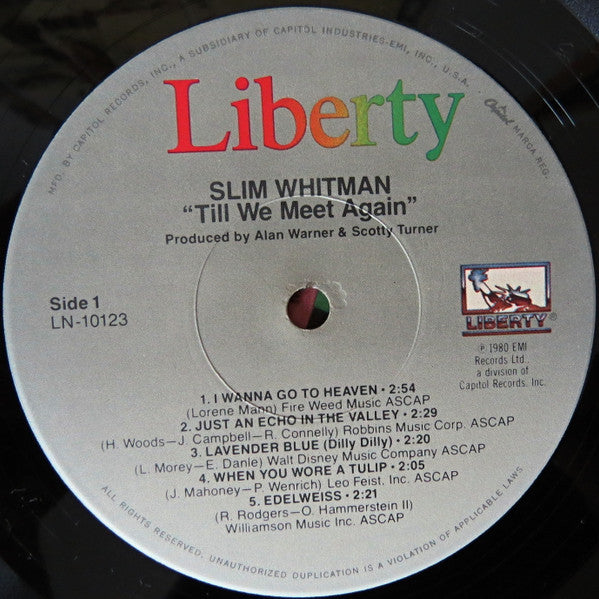 MFD. BY CAPITOL RECORDS, INC., A SUBSIDIARY OF CAPITOL INDUSTRIES-EMI, INC., U.S.A.
Capitol MARCA REG.
Liberty
SLIM WHITMAN
“Till We Meet Again”
Produced by Alan Warner & Scotty Turner
Side 1
LN-10123
LIBERTY®
℗ 1980 EMI
Records Ltd.,
a division of
Capitol Records, Inc.
1. I WANNA GO TO HEAVEN • 2:54
(Lorene Mann) Fire Weed Music ASCAP
2. JUST AN ECHO IN THE VALLEY • 2:29
(H. Woods—J. Campbell—R. Connelly) Robbins Music Corp. ASCAP
3. LAVENDER BLUE (Dilly Dilly) • 2:20
(L. Morey—E. Danle) Walt Disney Music Company ASCAP
4. WHEN YOU WORE A TULIP • 2:05
(J. Mahoney—P. Wenrich) Leo Feist, Inc. ASCAP
5. EDELWEISS • 2:21
(R. Rodgers—O. Hammerstein II)
Williamson Music Inc. ASCAP
ALL RIGHTS RESERVED. UNAUTHORIZED DUPLICATION IS A VIOLATION OF APPLICABLE LAWS